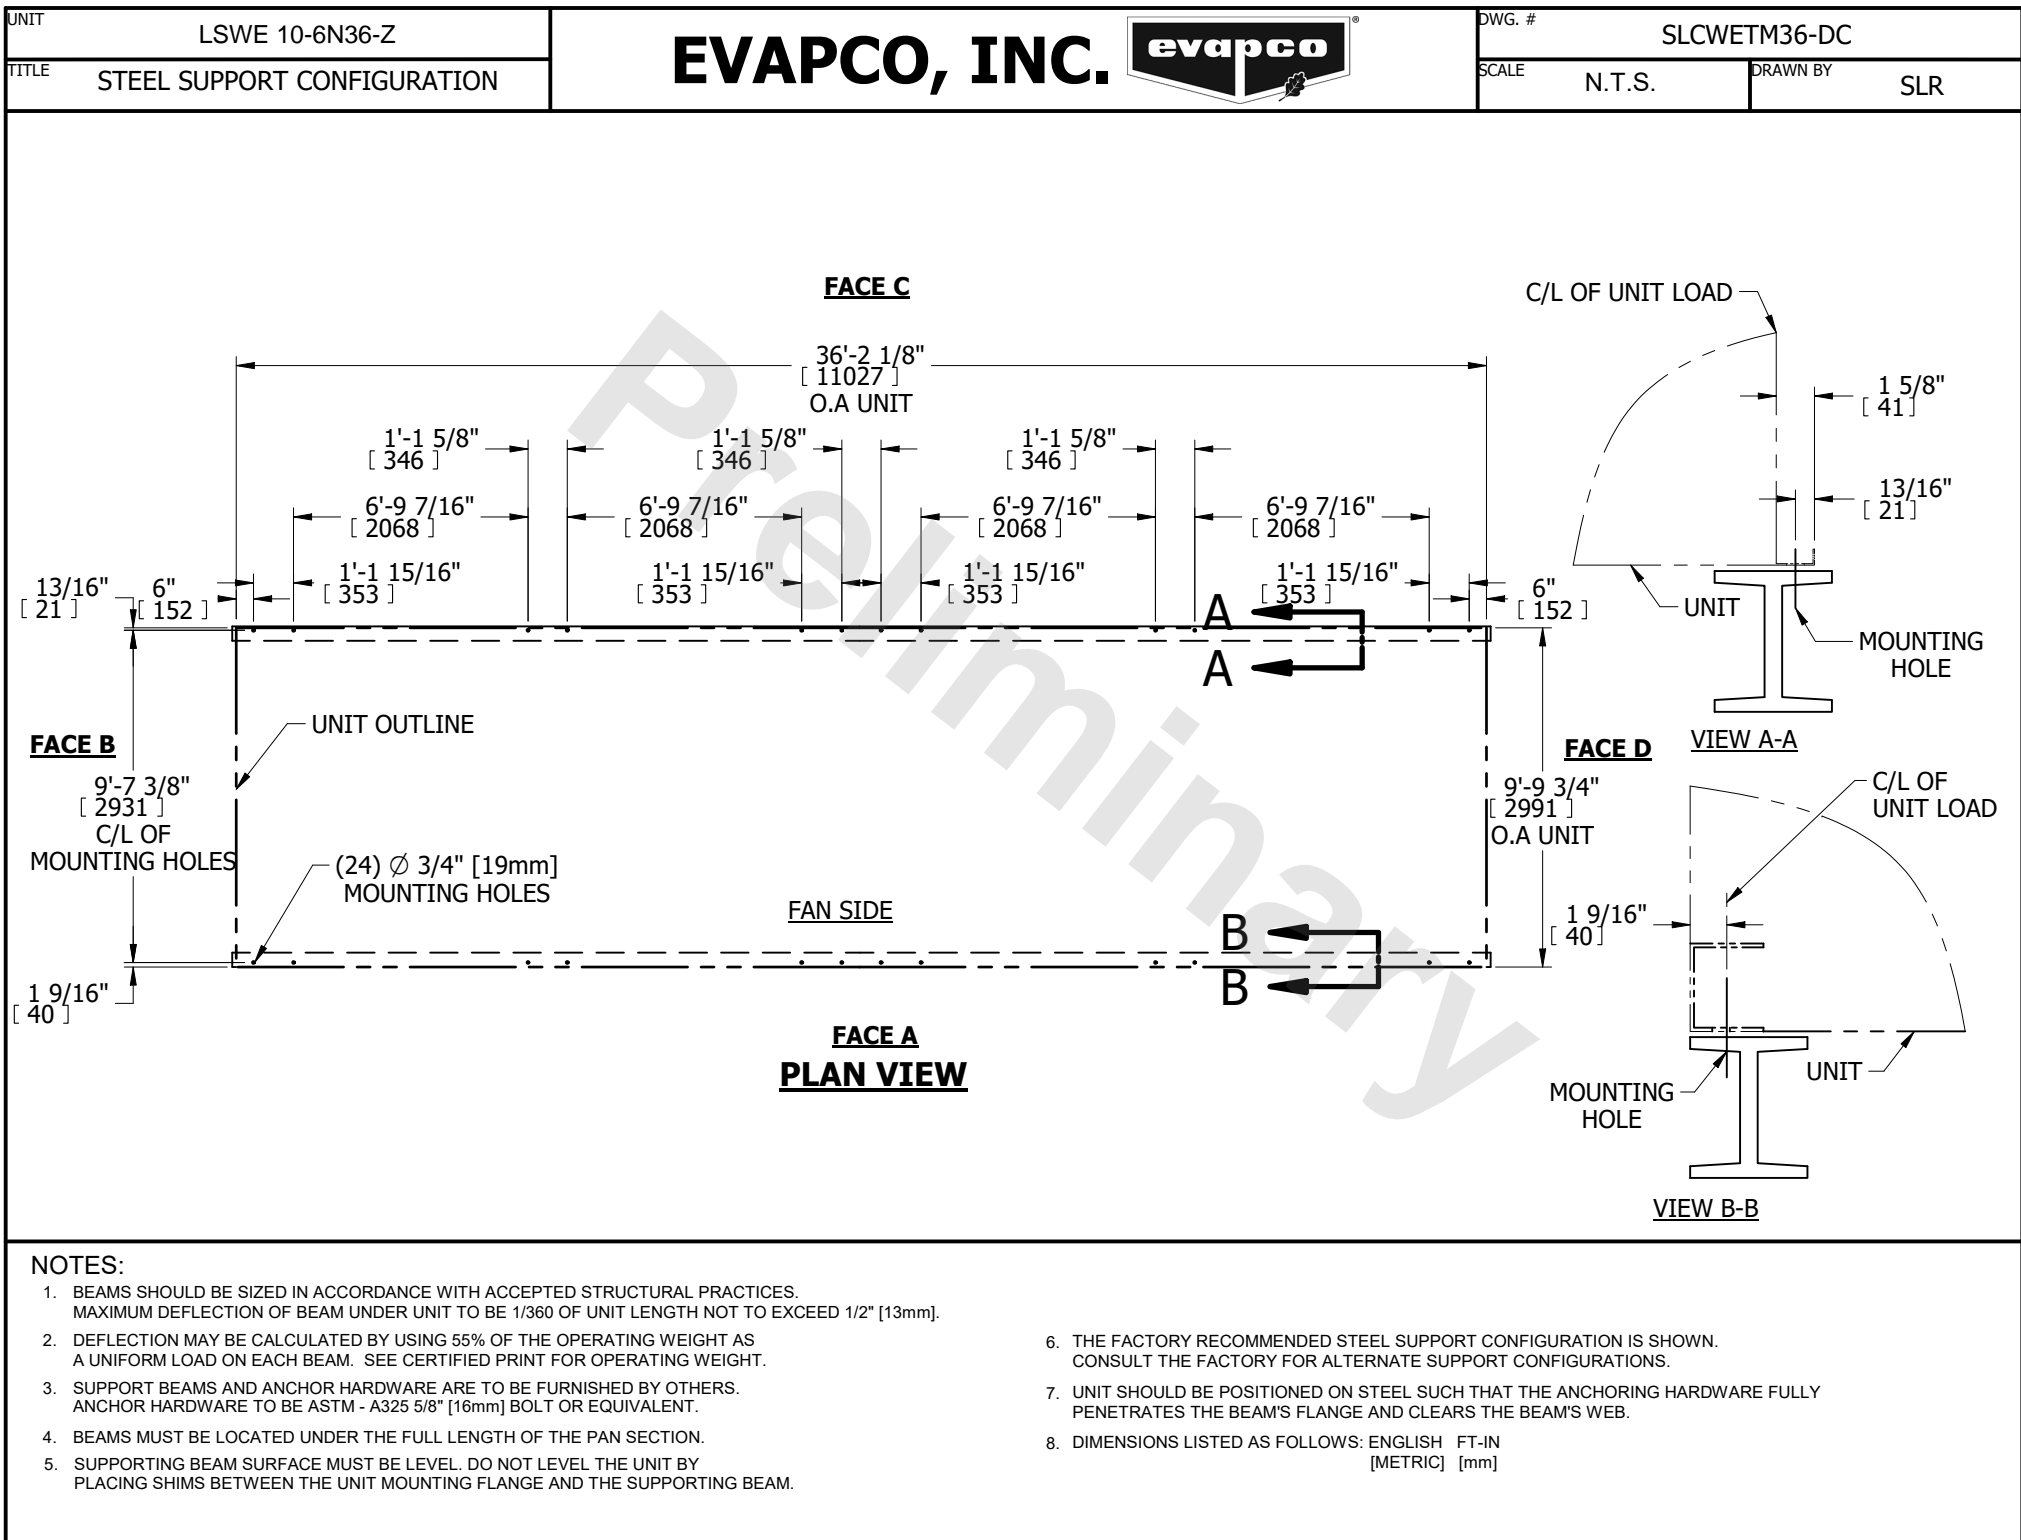 UNIT
LSWE 10-6N36-Z
TITLE
STEEL SUPPORT CONFIGURATION
EVAPCO, INC.
evapco
®
DWG. #
SLCWETM36-DC
SCALE
N.T.S.
DRAWN BY
SLR
FACE C
36'-2 1/8"
[ 11027 ]
O.A UNIT
1'-1 5/8"
[ 346 ]
1'-1 5/8"
[ 346 ]
1'-1 5/8"
[ 346 ]
6'-9 7/16"
[ 2068 ]
6'-9 7/16"
[ 2068 ]
6'-9 7/16"
[ 2068 ]
6'-9 7/16"
[ 2068 ]
13/16"
[ 21 ]
6"
[ 152 ]
1'-1 15/16"
[ 353 ]
1'-1 15/16"
[ 353 ]
1'-1 15/16"
[ 353 ]
1'-1 15/16"
[ 353 ]
6"
[ 152 ]
A
A
UNIT OUTLINE
FACE B
9'-7 3/8"
[ 2931 ]
C/L OF
MOUNTING HOLES
(24) Ø 3/4" [19mm]
MOUNTING HOLES
FAN SIDE
B
B
FACE D
9'-9 3/4"
[ 2991 ]
O.A UNIT
1 9/16"
[ 40 ]
FACE A
PLAN VIEW
Preliminary
C/L OF UNIT LOAD
1 5/8"
[ 41 ]
13/16"
[ 21 ]
UNIT
MOUNTING
HOLE
VIEW A-A
C/L OF
UNIT LOAD
1 9/16"
[ 40 ]
UNIT
MOUNTING
HOLE
VIEW B-B
NOTES:
1. BEAMS SHOULD BE SIZED IN ACCORDANCE WITH ACCEPTED STRUCTURAL PRACTICES.
MAXIMUM DEFLECTION OF BEAM UNDER UNIT TO BE 1/360 OF UNIT LENGTH NOT TO EXCEED 1/2" [13mm].
2. DEFLECTION MAY BE CALCULATED BY USING 55% OF THE OPERATING WEIGHT AS
A UNIFORM LOAD ON EACH BEAM. SEE CERTIFIED PRINT FOR OPERATING WEIGHT.
3. SUPPORT BEAMS AND ANCHOR HARDWARE ARE TO BE FURNISHED BY OTHERS.
ANCHOR HARDWARE TO BE ASTM - A325 5/8" [16mm] BOLT OR EQUIVALENT.
4. BEAMS MUST BE LOCATED UNDER THE FULL LENGTH OF THE PAN SECTION.
5. SUPPORTING BEAM SURFACE MUST BE LEVEL. DO NOT LEVEL THE UNIT BY
PLACING SHIMS BETWEEN THE UNIT MOUNTING FLANGE AND THE SUPPORTING BEAM.
6. THE FACTORY RECOMMENDED STEEL SUPPORT CONFIGURATION IS SHOWN.
CONSULT THE FACTORY FOR ALTERNATE SUPPORT CONFIGURATIONS.
7. UNIT SHOULD BE POSITIONED ON STEEL SUCH THAT THE ANCHORING HARDWARE FULLY
PENETRATES THE BEAM'S FLANGE AND CLEARS THE BEAM'S WEB.
8. DIMENSIONS LISTED AS FOLLOWS: ENGLISH FT-IN
[METRIC] [mm]